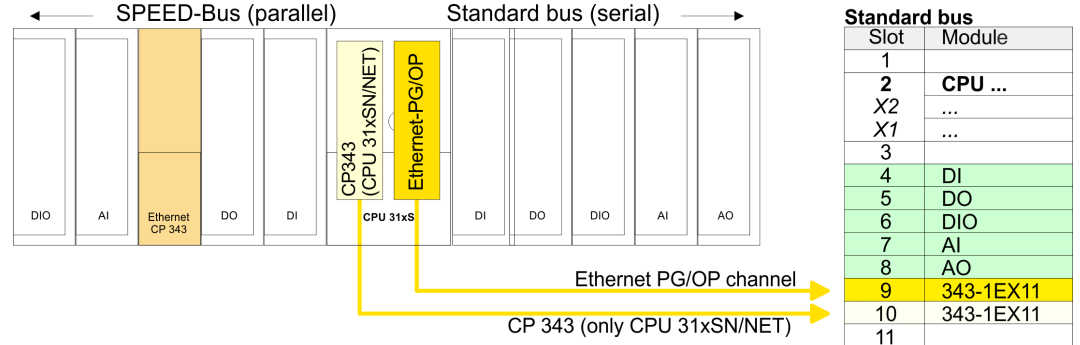 SPEED-Bus (parallel)
Standard bus (serial)
DIO
AI
Ethernet
CP 343
DO
DI
CP343
(CPU 31xSN/NET)
Ethernet-PG/OP
CPU 31xS
DI
DO
DIO
AI
AO
Ethernet PG/OP channel
CP 343 (only CPU 31xSN/NET)
Standard bus
Slot Module
1
2 CPU ...
X2 ...
X1 ...
3
4 DI
5 DO
6 DIO
7 AI
8 AO
9 343-1EX11
10 343-1EX11
11